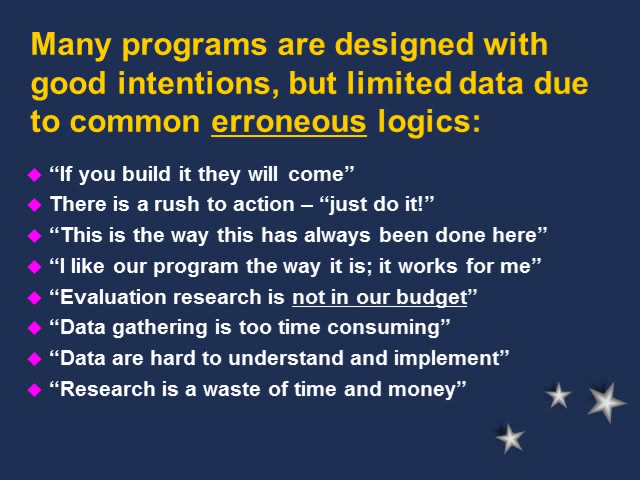 Many programs are designed with
good intentions, but limited data due
to common erroneous logics:
“If you build it they will come”
There is a rush to action – “just do it!”
“This is the way this has always been done here”
“I like our program the way it is; it works for me”
“Evaluation research is not in our budget”
“Data gathering is too time consuming”
“Data are hard to understand and implement”
“Research is a waste of time and money”